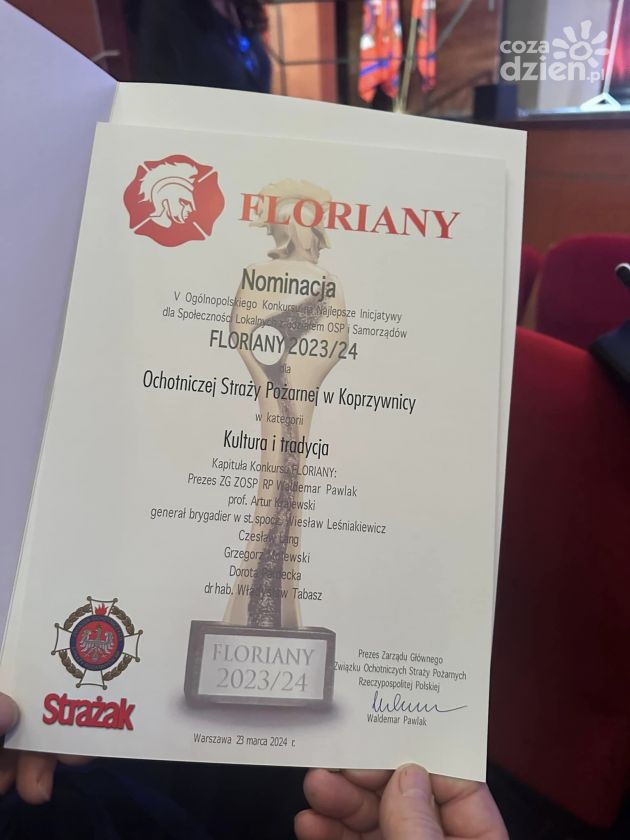 coza
dzień.pl
FLORIANY
Nominacja
V Ogólnopolskiego Konkursu na Najlepsze Inicjatywy
dla Społeczności Lokalnych z udziałem OSP i Samorządów
FLORIANY 2023/24
dla
Ochotniczej Straży Pożarnej w Koprzywnicy
w kategorii
Kultura i tradycja
Kapituła Konkursu FLORIANY:
Prezes ZG ZOSP RP Waldemar Pawlak
prof. Artur Krajewski
generał brygadier w st. spocz. Wiesław Leśniakiewicz
Czesław Lang
Grzegorz
Dorota
dr hab. Władysław Tabasz
FLORIANY
2023/24
Strażak
Prezes Zarządu Głównego
Związku Ochotniczych Straży Pożarnych
Rzeczypospolitej Polskiej
Waldemar Pawlak
Warszawa 23 marca 2024 r.